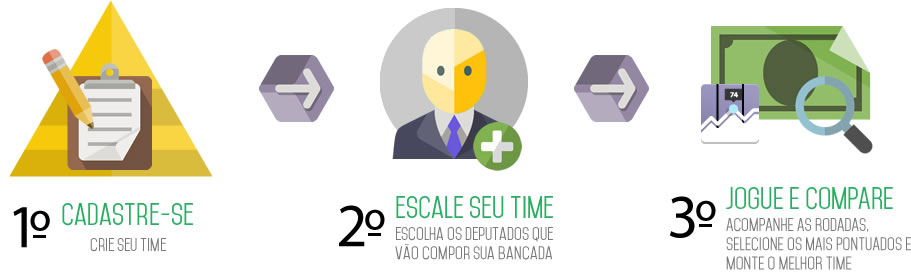 1º CADASTRE-SE
CRIE SEU TIME
2º ESCALE SEU TIME
ESCOLHA OS DEPUTADOS QUE
VÃO COMPOR SUA BANCADA
74
3º JOGUE E COMPARE
ACOMPANHE AS RODADAS,
SELECIONE OS MAIS PONTUADOS E
MONTE O MELHOR TIME